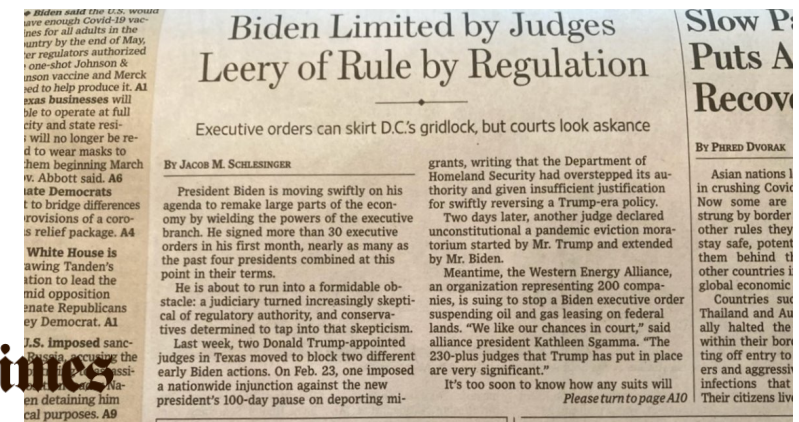 Biden said the U.S. would
have enough Covid-19 vac-
for all adults in the
by the end of May,
regulators authorized
one-shot Johnson &
vaccine and Merck
to help produce it. A1
businesses will
to operate at full
and state resi-
will no longer be re-
to wear masks to
them beginning March
Abbott said. A6
Democrats
to bridge differences
provisions of a coro-
relief package. A4
White House is
Tanden's
to lead the
opposition
Republicans
Democrat. A1
U.S. imposed sanc-
Russia, accusing the
Na-
detaining him
cal purposes. A9
imes
Biden Limited by Judges
Leery of Rule by Regulation
Executive orders can skirt D.C.'s gridlock, but courts look askance
BY JACOB M. SCHLESINGER
President Biden is moving swiftly on his
agenda to remake large parts of the econ-
omy by wielding the powers of the executive
branch. He signed more than 30 executive
orders in his first month, nearly as many as
the past four presidents combined at this
point in their terms.
He is about to run into a formidable ob-
stacle: a judiciary turned increasingly skepti-
cal of regulatory authority, and conserva-
tives determined to tap into that skepticism.
Last week, two Donald Trump-appointed
judges in Texas moved to block two different
early Biden actions. On Feb. 23, one imposed
a nationwide injunction against the new
president's 100-day pause on deporting mi-
grants, writing that the Department of
Homeland Security had overstepped its au-
thority and given insufficient justification
for swiftly reversing a Trump-era policy.
Two days later, another judge declared
unconstitutional a pandemic eviction mora-
torium started by Mr. Trump and extended
by Mr. Biden.
Meantime, the Western Energy Alliance,
an organization representing 200 compa-
nies, is suing to stop a Biden executive order
suspending oil and gas leasing on federal
lands. "We like our chances in court," said
alliance president Kathleen Sgamma. "The
230-plus judges that Trump has put in place
are very significant."
It's too soon to know how any suits will
Please turn to page A10
Slow Pa
Puts A
Recove
BY PHRED DVORAK
Asian nations l
in crushing Covid
Now some are
strung by border
other rules they
stay safe, potent
them behind th
other countries i
global economic
Countries suc
Thailand and Au
ally halted the
within their bor
ting off entry to
ers and aggressiv
infections that
Their citizens live